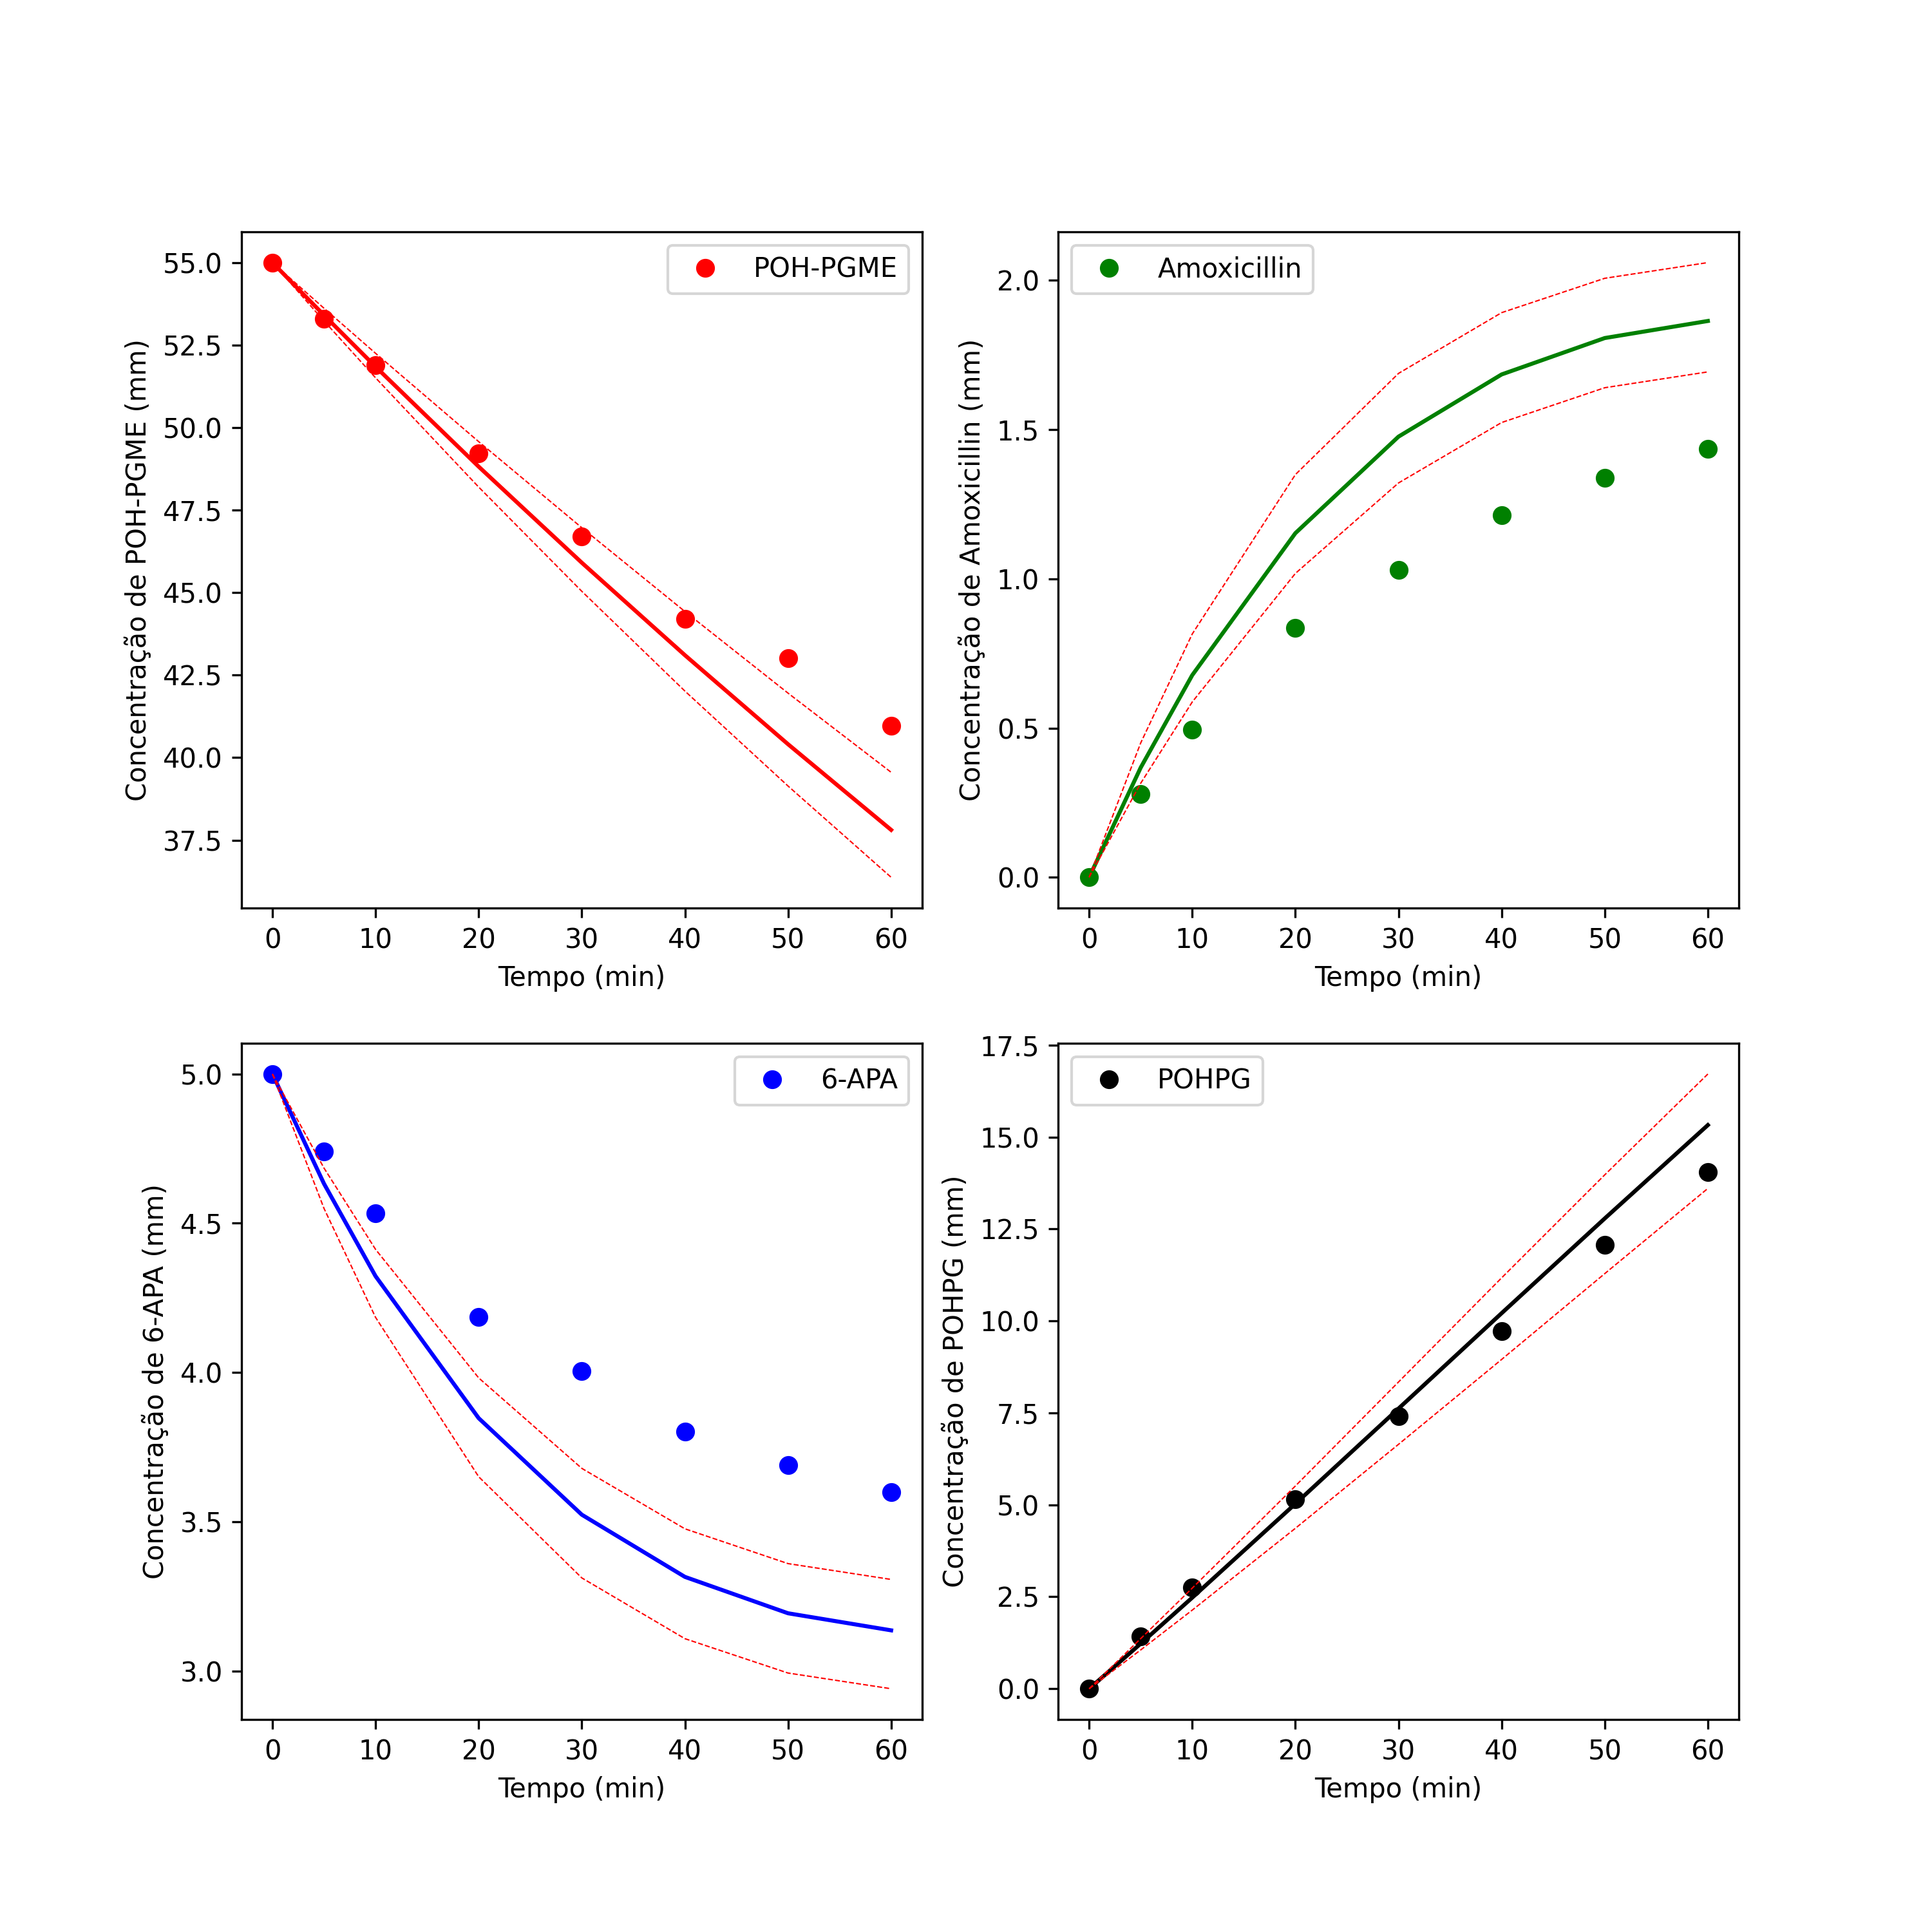 POH-PGME
Concentração de POH-PGME (mm)
55.0
52.5
50.0
47.5
45.0
42.5
40.0
37.5
0 10 20 30 40 50 60
Tempo (min)
Amoxicillin
Concentração de Amoxicillin (mm)
2.0
1.5
1.0
0.5
0.0
0 10 20 30 40 50 60
Tempo (min)
6-APA
Concentração de 6-APA (mm)
5.0
4.5
4.0
3.5
3.0
0 10 20 30 40 50 60
Tempo (min)
POHPG
Concentração de POHPG (mm)
17.5
15.0
12.5
10.0
7.5
5.0
2.5
0.0
0 10 20 30 40 50 60
Tempo (min)